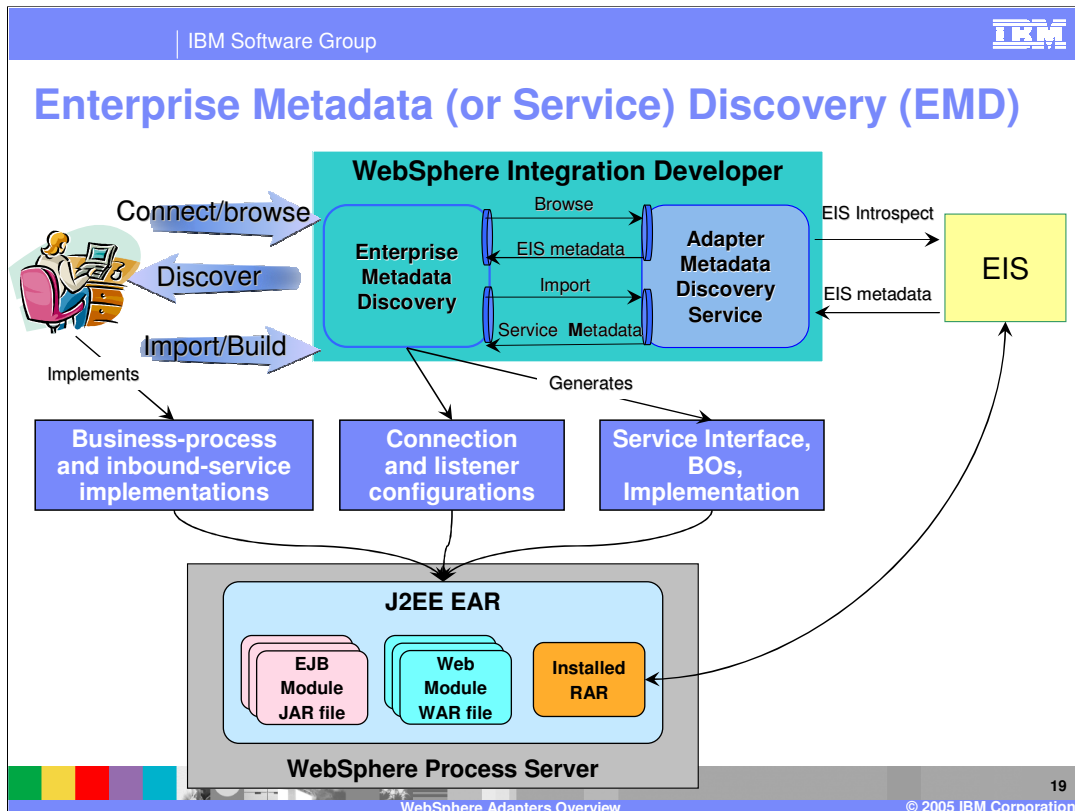 IBM Software Group
IBM
Enterprise Metadata (or Service) Discovery (EMD)
WebSphere Integration Developer
Connect/browse
Discover
Import/Build
Enterprise
Metadata
Discovery
Browse
EIS metadata
Import
Service Metadata
Adapter
Metadata
Discovery
Service
EIS Introspect
EIS metadata
EIS
Implements
Generates
Business-process
and inbound-service
implementations
Connection
and listener
configurations
Service Interface,
BOs,
Implementation
J2EE EAR
EJB
Module
JAR file
Web
Module
WAR file
Installed
RAR
WebSphere Process Server
19
WebSphere Adapters Overview
© 2005 IBM Corporation